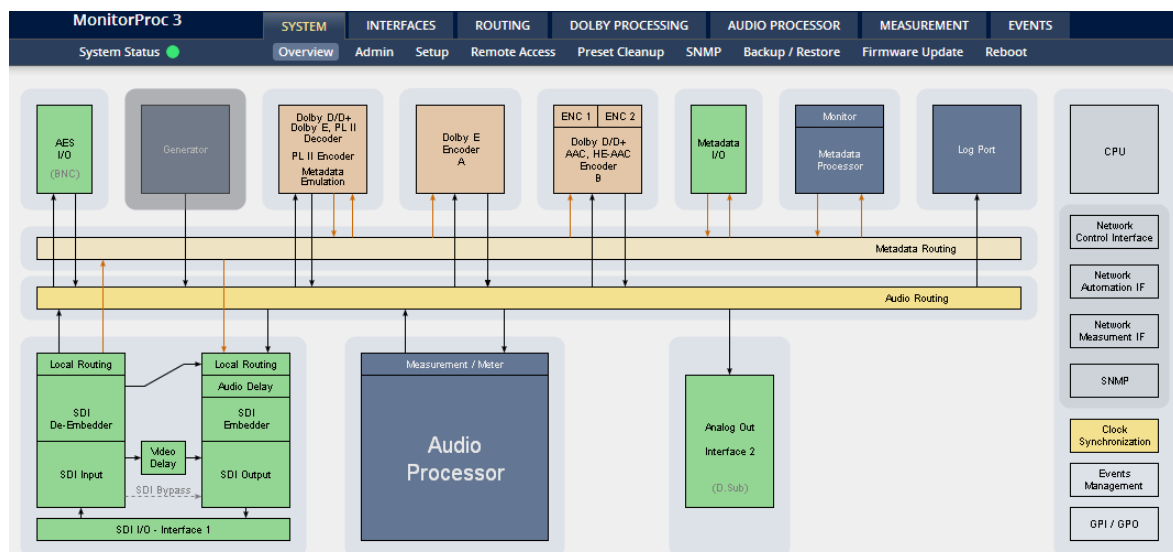 MonitorProc 3
SYSTEM INTERFACES ROUTING DOLBY PROCESSING AUDIO PROCESSOR MEASUREMENT EVENTS
System Status
Overview Admin Setup Remote Access Preset Cleanup SNMP Backup / Restore Firmware Update Reboot
AES
I/O
(BNC)
Generator
Dolby D/D+
Dolby E, PL II
Decoder
PL II Encoder
Metadata
Emulation
Dolby E
Encoder
A
ENC 1 ENC 2
Dolby D/D+
AAC, HE-AAC
Encoder
B
Metadata
I/O
Monitor
Metadata
Processor
Log Port
CPU
Network
Control Interface
Network
Automation IF
Network
Measument IF
SNMP
Clock
Synchronization
Events
Management
GPI / GPO
Metadata Routing
Audio Routing
Local Routing
SDI
De-Embedder
SDI Input
Video
Delay
SDI Bypass
Local Routing
Audio Delay
SDI
Embedder
SDI Output
SDI I/O - Interface 1
Measurement / Meter
Audio
Processor
Analog Out
Interface 2
(D.Sub)